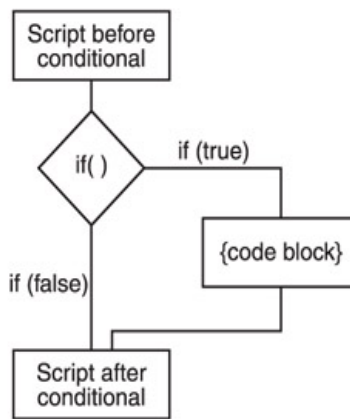 Script before
conditional
if( )
if (true)
{code block}
if (false)
Script after
conditional